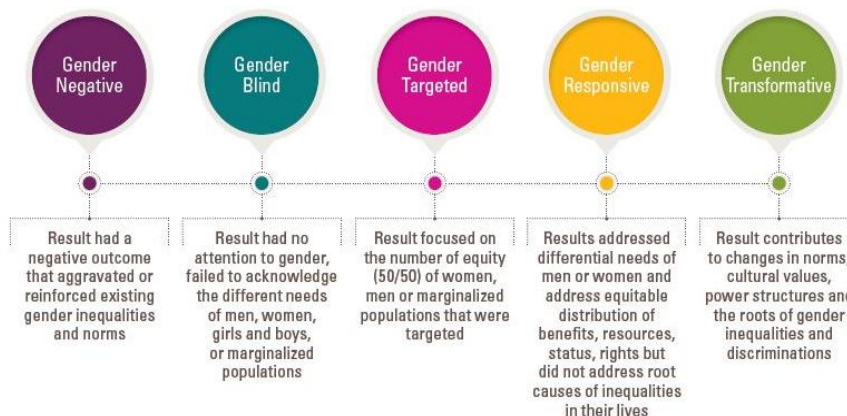 Gender
Negative
Gender
Blind
Gender
Targeted
Gender
Responsive
Gender
Transformative
Result had a
negative outcome
that aggravated or
reinforced existing
gender inequalities
and norms
Result had no
attention to gender,
failed to acknowledge
the different needs
of men, women,
girls and boys,
or marginalized
populations
Result focused on
the number of equity
(50/50) of women,
men or marginalized
populations that were
targeted
Results addressed
differential needs of
men or women and
address equitable
distribution of
benefits, resources,
status, rights but
did not address root
causes of inequalities
in their lives
Result contributes
to changes in norms,
cultural values,
power structures and
the roots of gender
inequalities and
discriminations